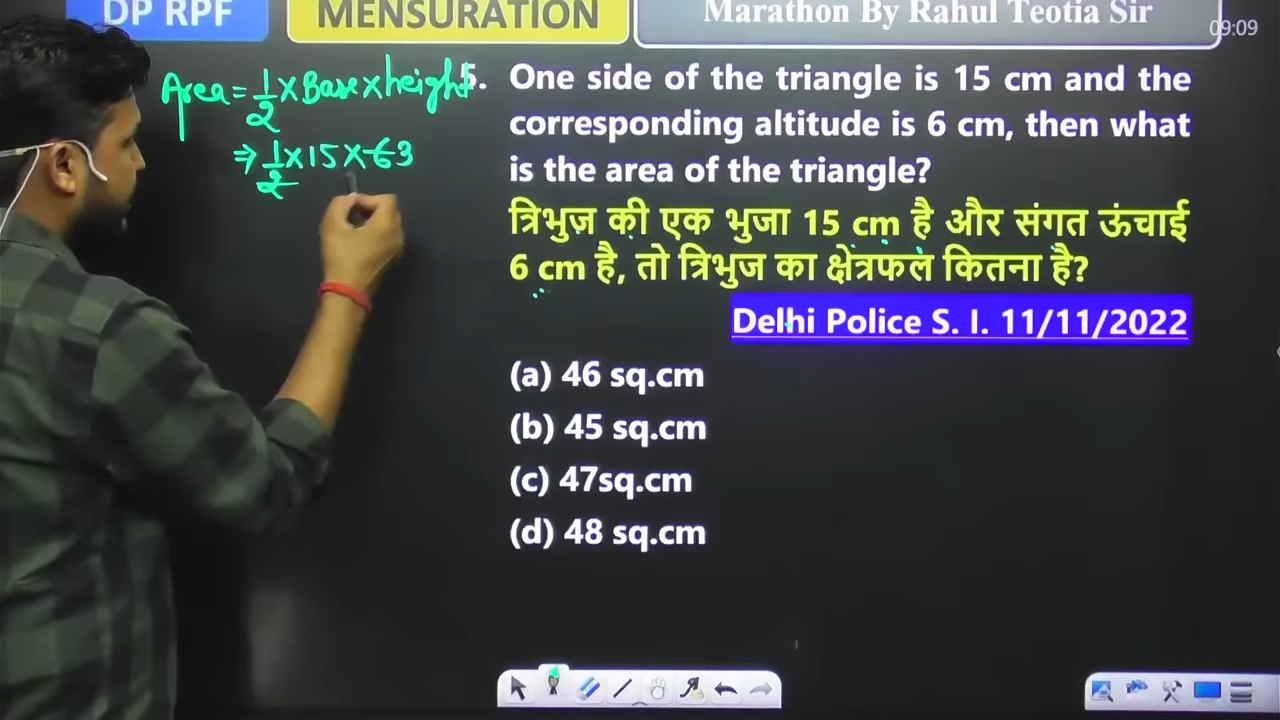 DP RPF
MENSURATION
Marathon By Rahul Teotia Sir
09:09
Area = 1/2 × Base × height
⇒ 1/2 × 15 × 6 3
5. One side of the triangle is 15 cm and the
corresponding altitude is 6 cm, then what
is the area of the triangle?
त्रिभुज की एक भुजा 15 cm है और संगत ऊंचाई
6 cm है, तो त्रिभुज का क्षेत्रफल कितना है?
Delhi Police S. I. 11/11/2022
(a) 46 sq.cm
(b) 45 sq.cm
(c) 47sq.cm
(d) 48 sq.cm